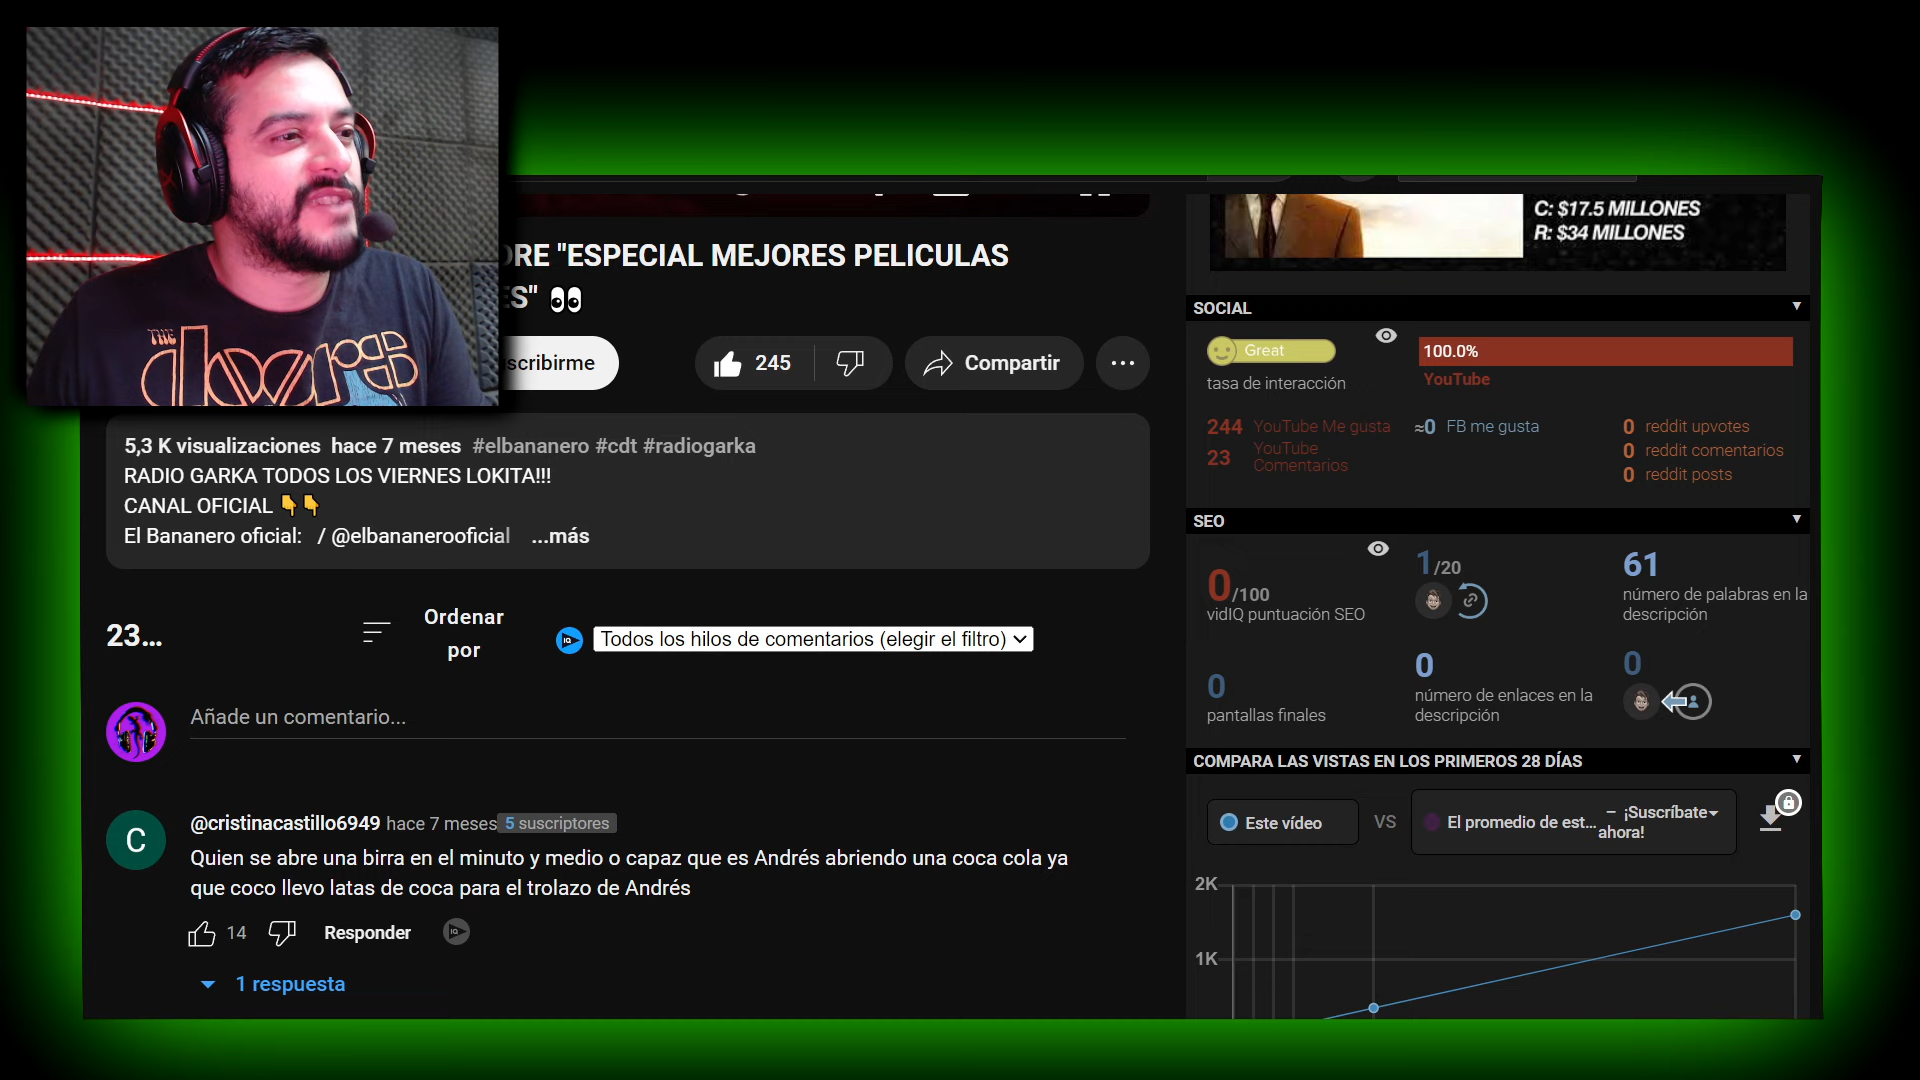 THE
doors
C: $17.5 MILLONES
R: $34 MILLONES
DRE "ESPECIAL MEJORES PELICULAS
ES" 👀
scribirme
245
Compartir
5,3 K visualizaciones hace 7 meses #elbananero #cdt #radiogarka
RADIO GARKA TODOS LOS VIERNES LOKITA!!!
CANAL OFICIAL 👇👇
El Bananero oficial: / @elbananerooficial ...más
23...
Ordenar
por
Todos los hilos de comentarios (elegir el filtro)
Añade un comentario...
C
@cristinacastillo6949 hace 7 meses 5 suscriptores
Quien se abre una birra en el minuto y medio o capaz que es Andrés abriendo una coca cola ya
que coco llevo latas de coca para el trolazo de Andrés
14
Responder
1 respuesta
SOCIAL
Great
tasa de interacción
100.0%
YouTube
244 YouTube Me gusta
23 YouTube
Comentarios
≈0 FB me gusta
0 reddit upvotes
0 reddit comentarios
0 reddit posts
SEO
0/100
vidIQ puntuación SEO
1/20
61
número de palabras en la
descripción
0
pantallas finales
0
número de enlaces en la
descripción
0
COMPARA LAS VISTAS EN LOS PRIMEROS 28 DÍAS
Este vídeo
VS
El promedio de est...
– ¡Suscríbate
ahora!
2K
1K